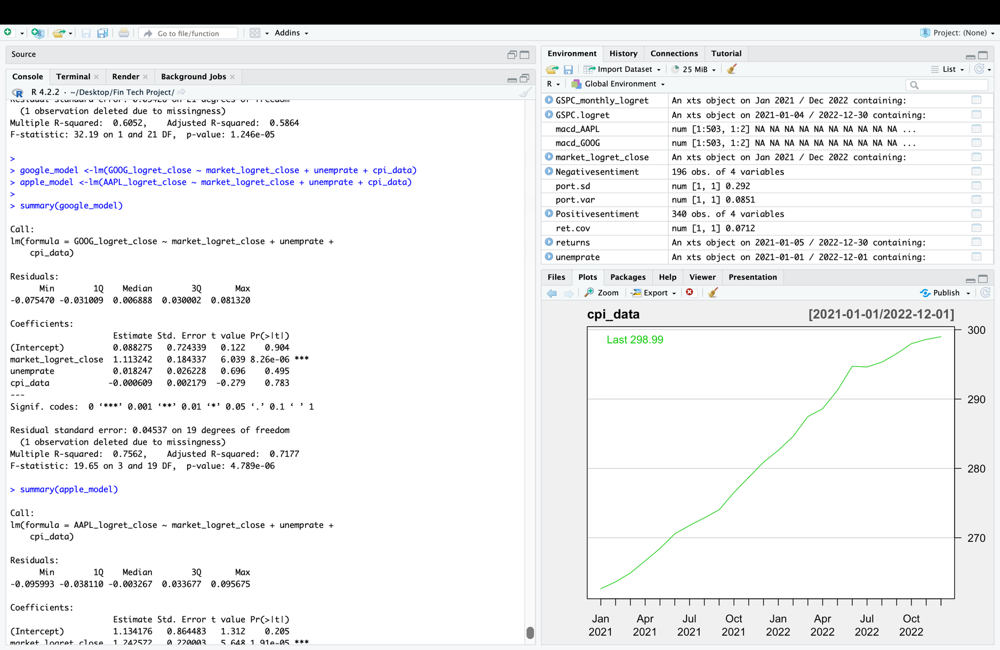 Go to file/function
Addins
Project: (None)
Source
Console Terminal Render Background Jobs
R 4.2.2 · ~/Desktop/Fin Tech Project/
Residual standard error: 0.05428 on 21 degrees of freedom
(1 observation deleted due to missingness)
Multiple R-squared:  0.6052,    Adjusted R-squared:  0.5864
F-statistic: 32.19 on 1 and 21 DF,  p-value: 1.246e-05
>
> google_model <-lm(GOOG_logret_close ~ market_logret_close + unemprate + cpi_data)
> apple_model <-lm(AAPL_logret_close ~ market_logret_close + unemprate + cpi_data)
>
> summary(google_model)
Call:
lm(formula = GOOG_logret_close ~ market_logret_close + unemprate +
    cpi_data)
Residuals:
      Min        1Q    Median        3Q       Max
-0.075470 -0.031009  0.006888  0.030002  0.081320
Coefficients:
                     Estimate Std. Error t value Pr(>|t|)
(Intercept)          0.088275   0.724339   0.122    0.904
market_logret_close  1.113242   0.184337   6.039 8.26e-06 ***
unemprate            0.018247   0.026228   0.696    0.495
cpi_data            -0.000609   0.002179  -0.279    0.783
---
Signif. codes:  0 ‘***’ 0.001 ‘**’ 0.01 ‘*’ 0.05 ‘.’ 0.1 ‘ ’ 1
Residual standard error: 0.04537 on 19 degrees of freedom
  (1 observation deleted due to missingness)
Multiple R-squared:  0.7562,    Adjusted R-squared:  0.7177
F-statistic: 19.65 on 3 and 19 DF,  p-value: 4.789e-06
> summary(apple_model)
Call:
lm(formula = AAPL_logret_close ~ market_logret_close + unemprate +
    cpi_data)
Residuals:
      Min        1Q    Median        3Q       Max
-0.095993 -0.038110 -0.003267  0.033677  0.095675
Coefficients:
                     Estimate Std. Error t value Pr(>|t|)
(Intercept)          1.134176   0.864483   1.312    0.205
market_logret_close  1.242572   0.220003   5.648 1.91e-05 ***
Environment History Connections Tutorial
Import Dataset 25 MiB List
R Global Environment
GSPC_monthly_logret An xts object on Jan 2021 / Dec 2022 containing:
GSPC.logret An xts object on 2021-01-04 / 2022-12-30 containing:
macd_AAPL num [1:503, 1:2] NA NA NA NA NA NA NA NA NA NA ...
macd_GOOG num [1:503, 1:2] NA NA NA NA NA NA NA NA NA NA ...
market_logret_close An xts object on Jan 2021 / Dec 2022 containing:
Negativesentiment 196 obs. of 4 variables
port.sd num [1, 1] 0.292
port.var num [1, 1] 0.0851
Positivesentiment 340 obs. of 4 variables
ret.cov num [1, 1] 0.0712
returns An xts object on 2021-01-05 / 2022-12-30 containing:
unemprate An xts object on 2021-01-01 / 2022-12-01 containing:
Files Plots Packages Help Viewer Presentation
Zoom Export Publish
cpi_data [2021-01-01/2022-12-01]
Last 298.99
300
290
280
270
Jan Apr Jul Oct Jan Apr Jul Oct
2021 2021 2021 2021 2022 2022 2022 2022